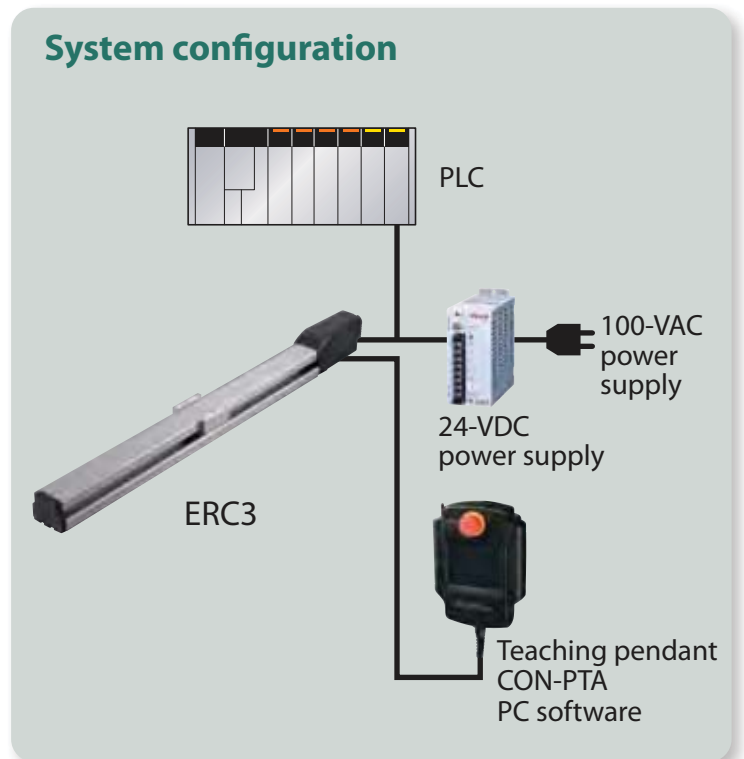 System configuration
PLC
100-VAC
power
supply
24-VDC
power supply
ERC3
Teaching pendant
CON-PTA
PC software